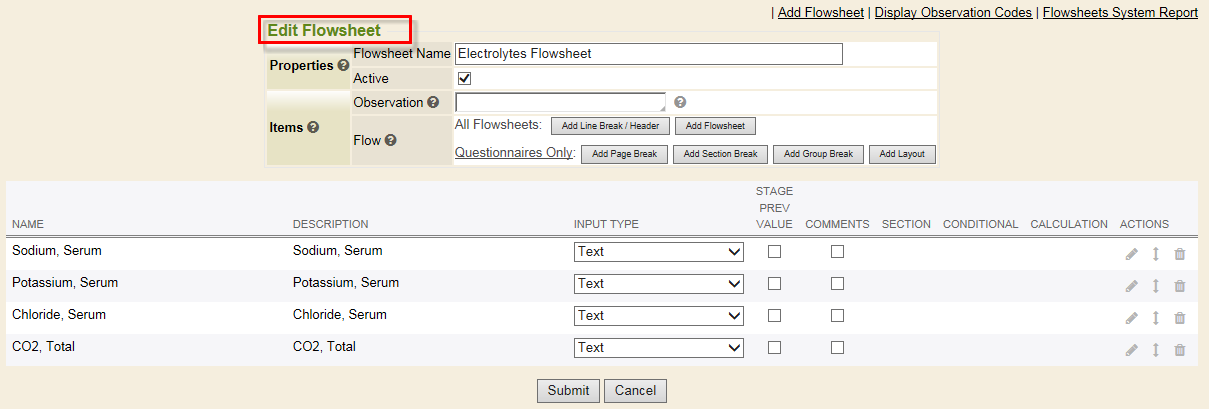 | Add Flowsheet | Display Observation Codes | Flowsheets System Report
Edit Flowsheet
Properties ?
Flowsheet Name Electrolytes Flowsheet
Active
Items ?
Observation ? ?
Flow ?
All Flowsheets: Add Line Break / Header Add Flowsheet
Questionnaires Only: Add Page Break Add Section Break Add Group Break Add Layout
NAME DESCRIPTION INPUT TYPE STAGE PREV VALUE COMMENTS SECTION CONDITIONAL CALCULATION ACTIONS
Sodium, Serum Sodium, Serum Text
Potassium, Serum Potassium, Serum Text
Chloride, Serum Chloride, Serum Text
CO2, Total CO2, Total Text
Submit Cancel